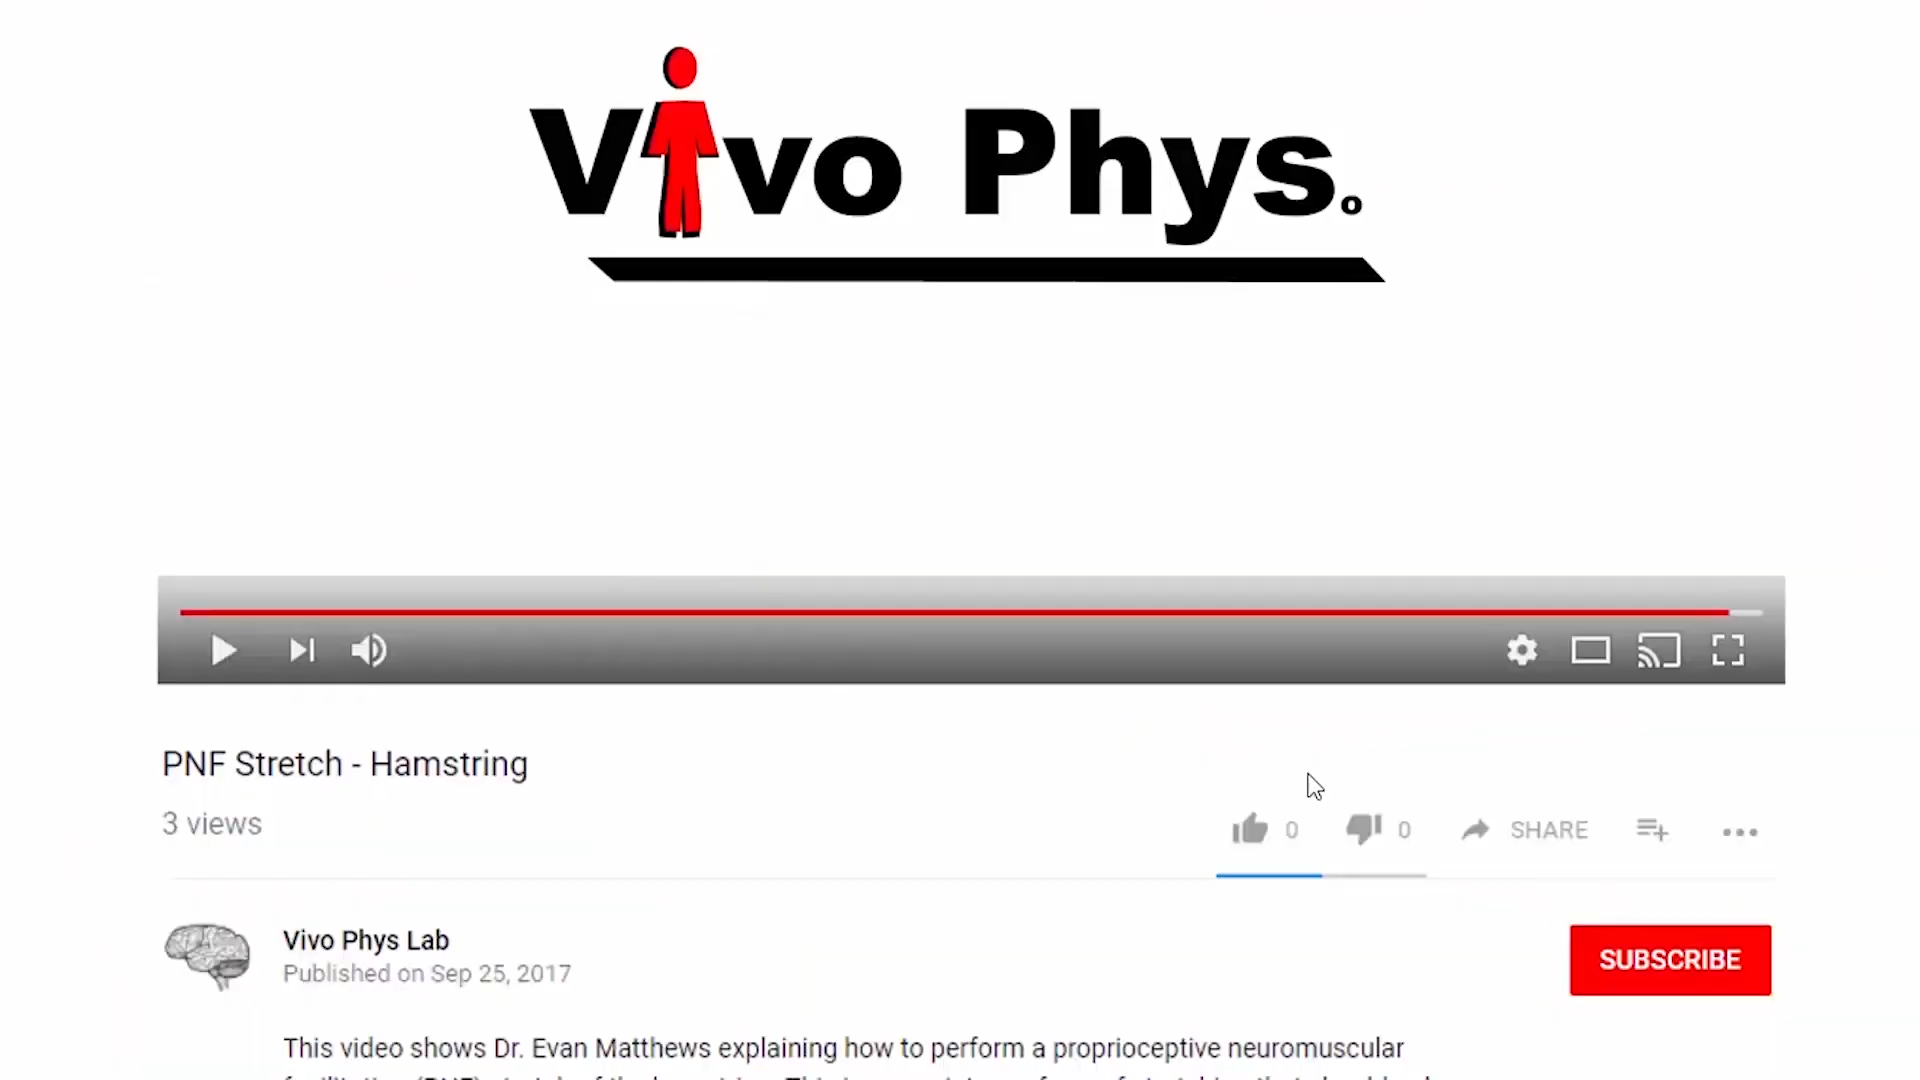 Vivo Phys.
PNF Stretch - Hamstring
3 views
0 0 SHARE
Vivo Phys Lab
Published on Sep 25, 2017
SUBSCRIBE
This video shows Dr. Evan Matthews explaining how to perform a proprioceptive neuromuscular